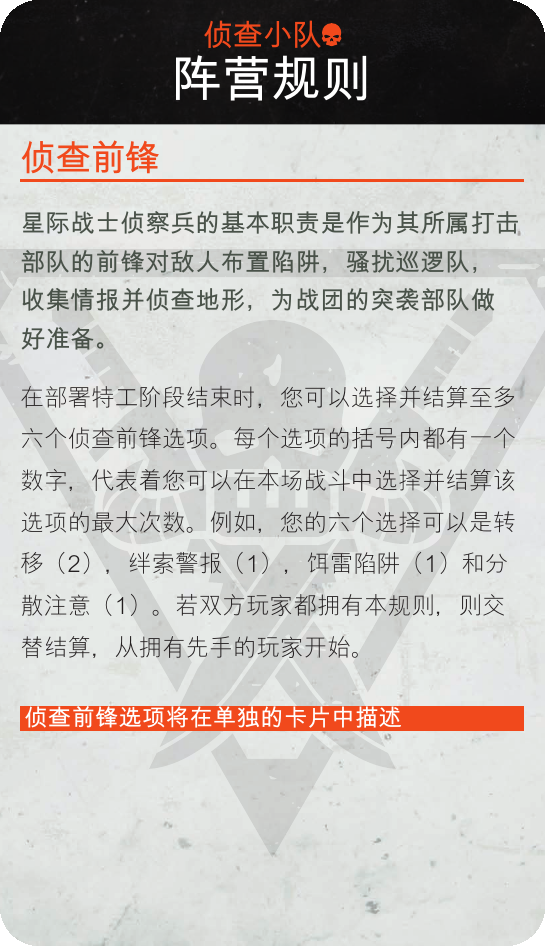 侦查小队
阵营规则
侦查前锋
星际战士侦察兵的基本职责是作为其所属打击
部队的前锋对敌人布置陷阱，骚扰巡逻队，
收集情报并侦查地形，为战团的突袭部队做
好准备。
在部署特工阶段结束时，您可以选择并结算至多
六个侦查前锋选项。每个选项的括号内都有一个
数字，代表着您可以在本场战斗中选择并结算该
选项的最大次数。例如，您的六个选择可以是转
移（2），绊索警报（1），饵雷陷阱（1）和分
散注意（1）。若双方玩家都拥有本规则，则交
替结算，从拥有先手的玩家开始。
侦查前锋选项将在单独的卡片中描述